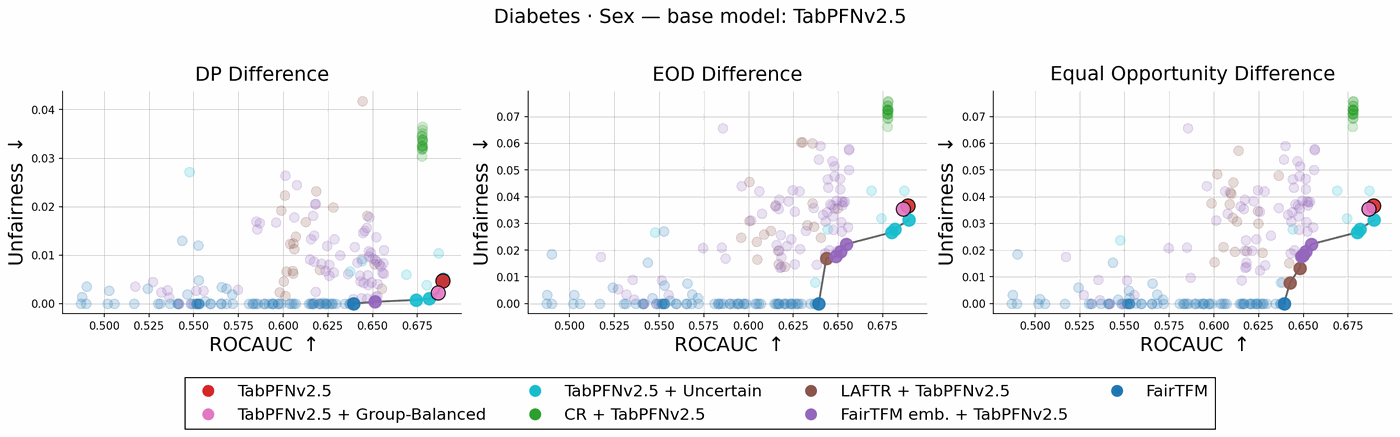 Diabetes · Sex — base model: TabPFNv2.5
DP Difference
EOD Difference
Equal Opportunity Difference
Unfairness ↓
0.04
0.03
0.02
0.01
0.00
0.500 0.525 0.550 0.575 0.600 0.625 0.650 0.675
ROCAUC ↑
Unfairness ↓
0.07
0.06
0.05
0.04
0.03
0.02
0.01
0.00
0.500 0.525 0.550 0.575 0.600 0.625 0.650 0.675
ROCAUC ↑
Unfairness ↓
0.07
0.06
0.05
0.04
0.03
0.02
0.01
0.00
0.500 0.525 0.550 0.575 0.600 0.625 0.650 0.675
ROCAUC ↑
TabPFNv2.5
TabPFNv2.5 + Group-Balanced
TabPFNv2.5 + Uncertain
CR + TabPFNv2.5
LAFTR + TabPFNv2.5
FairTFM emb. + TabPFNv2.5
FairTFM